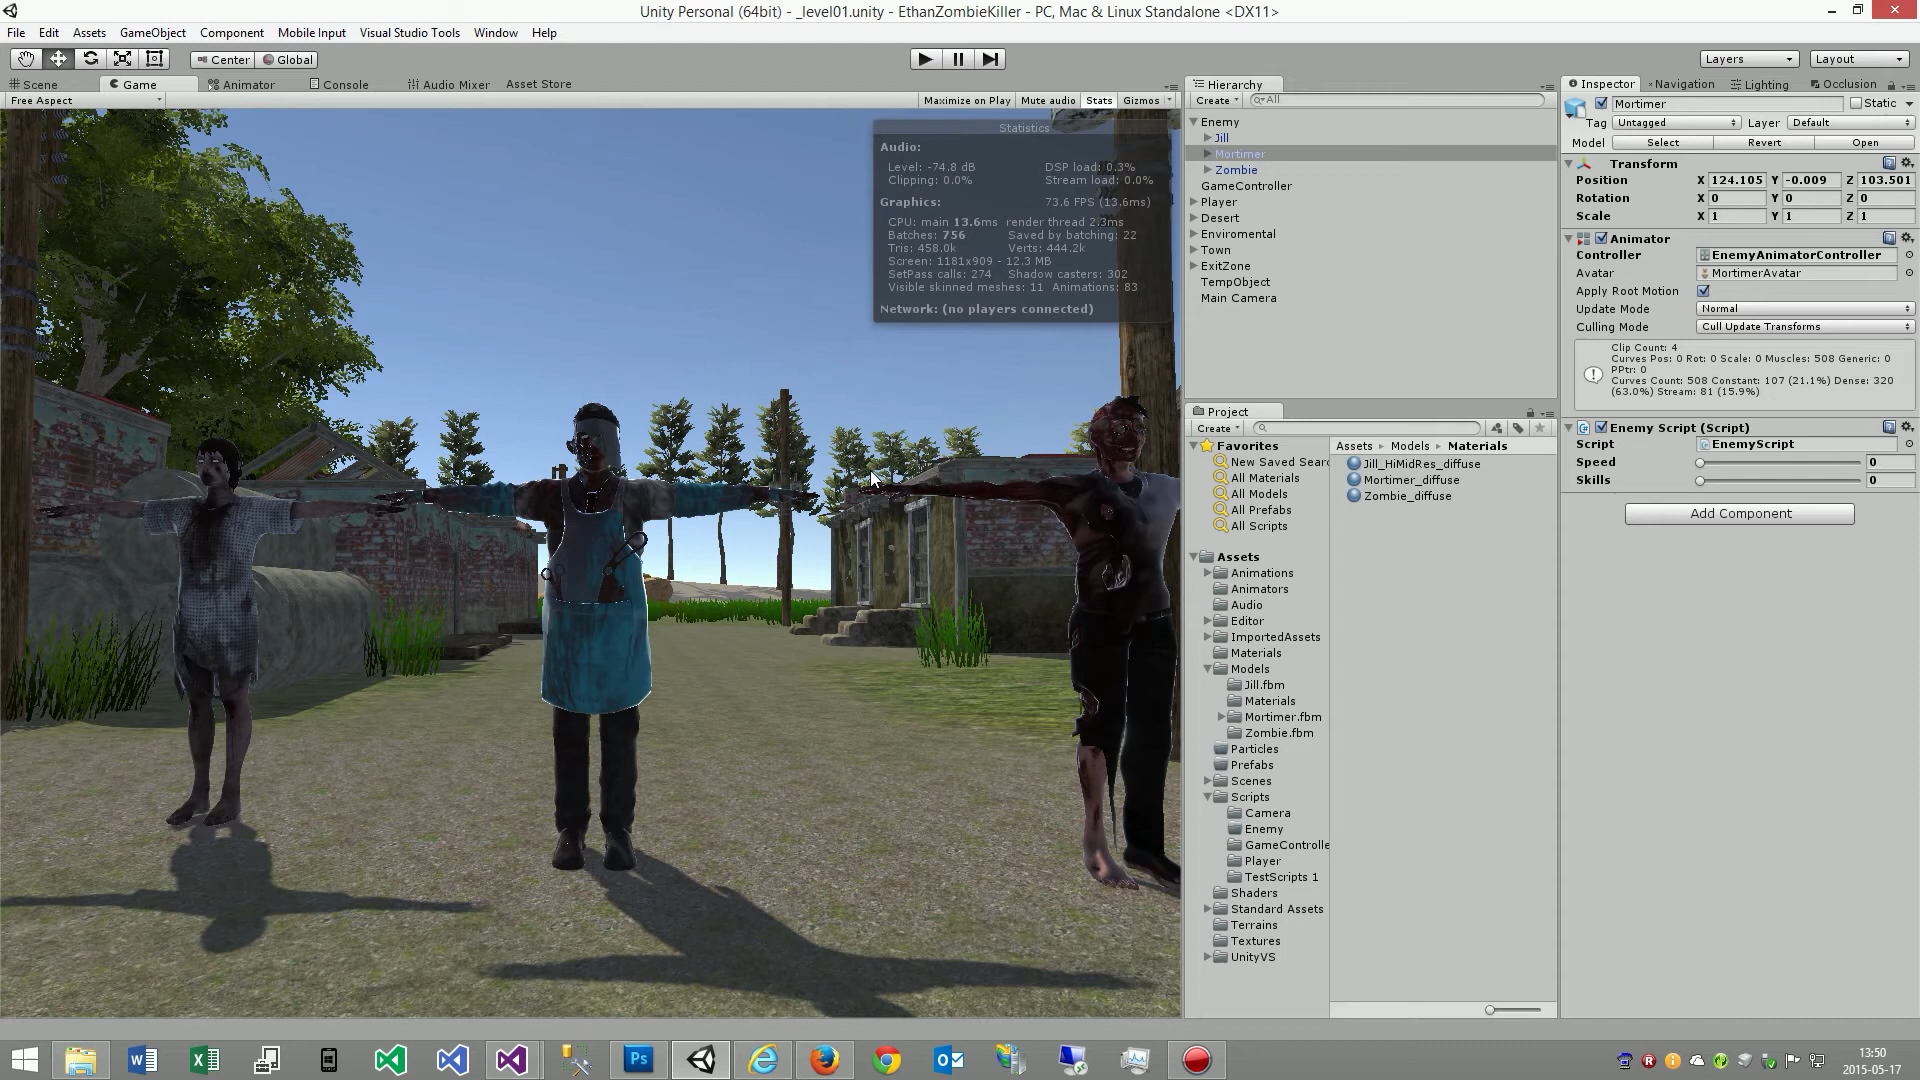 Unity Personal (64bit) - _level01.unity - EthanZombieKiller - PC, Mac & Linux Standalone <DX11>
File Edit Assets GameObject Component Mobile Input Visual Studio Tools Window Help
Center Global Layers Layout
Scene Game Animator Console Audio Mixer Asset Store
Free Aspect Maximize on Play Mute audio Stats Gizmos
Statistics
Audio:
Level: -74.8 dB DSP load: 0.3%
Clipping: 0.0% Stream load: 0.0%
Graphics: 73.6 FPS (13.6ms)
CPU: main 13.6ms render thread 2.3ms
Batches: 756 Saved by batching: 22
Tris: 458.0k Verts: 444.2k
Screen: 1181x909 - 12.3 MB
SetPass calls: 274 Shadow casters: 302
Visible skinned meshes: 11 Animations: 83
Network: (no players connected)
Hierarchy
Create All
Enemy
Jill
Mortimer
Zombie
GameController
Player
Desert
Enviromental
Town
ExitZone
TempObject
Main Camera
Project
Create
Favorites
New Saved Searc
All Materials
All Models
All Prefabs
All Scripts
Assets
Animations
Animators
Audio
Editor
ImportedAssets
Materials
Models
Jill.fbm
Materials
Mortimer.fbm
Zombie.fbm
Particles
Prefabs
Scenes
Scripts
Camera
Enemy
GameControlle
Player
TestScripts 1
Shaders
Standard Assets
Terrains
Textures
UnityVS
Assets Models Materials
Jill_HiMidRes_diffuse
Mortimer_diffuse
Zombie_diffuse
Inspector Navigation Lighting Occlusion
Mortimer Static
Tag Untagged Layer Default
Model Select Revert Open
Transform
Position X 124.105 Y -0.009 Z 103.501
Rotation X 0 Y 0 Z 0
Scale X 1 Y 1 Z 1
Animator
Controller EnemyAnimatorController
Avatar MortimerAvatar
Apply Root Motion
Update Mode Normal
Culling Mode Cull Update Transforms
Clip Count: 4
Curves Pos: 0 Rot: 0 Scale: 0 Muscles: 508 Generic: 0
PPtr: 0
Curves Count: 508 Constant: 107 (21.1%) Dense: 320
(63.0%) Stream: 81 (15.9%)
Enemy Script (Script)
Script EnemyScript
Speed 0
Skills 0
Add Component
Ps
13:50
2015-05-17